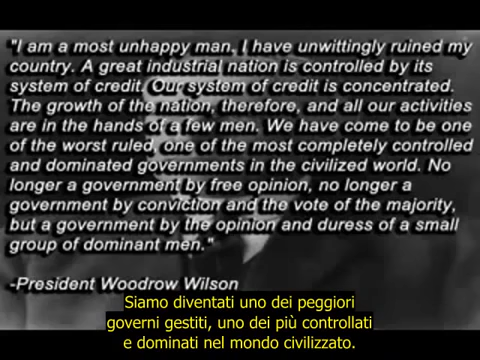 "I am a most unhappy man. I have unwittingly ruined my
country. A great industrial nation is controlled by its
system of credit. Our system of credit is concentrated.
The growth of the nation, therefore, and all our activities
are in the hands of a few men. We have come to be one
of the worst ruled, one of the most completely controlled
and dominated governments in the civilized world. No
longer a government by free opinion, no longer a
government by conviction and the vote of the majority,
but a government by the opinion and duress of a small
group of dominant men."
-President Woodrow Wilson
Siamo diventati uno dei peggiori
governi gestiti, uno dei più controllati
e dominati nel mondo civilizzato.